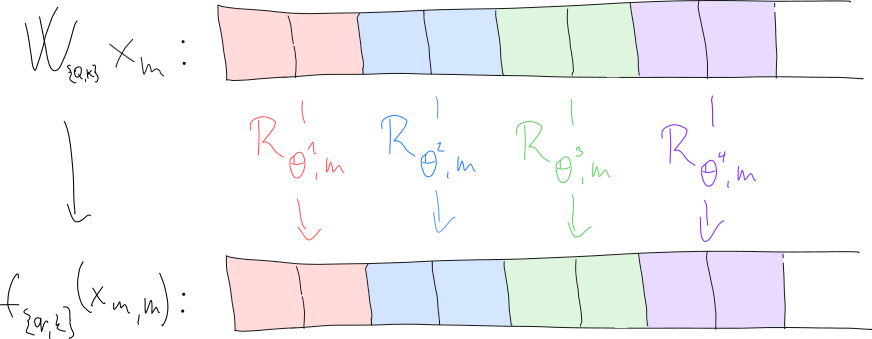 W_{Q,K} x_m :
R_{θ^1,m} R_{θ^2,m} R_{θ^3,m} R_{θ^4,m}
f_{q,k}(x_m,m) :